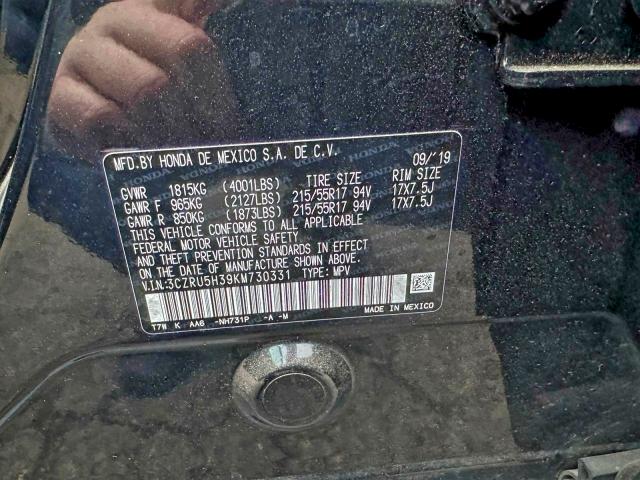 MFD.BY HONDA DE MEXICO S.A. DE C.V. 09/'19
GVWR 1815KG (4001LBS) TIRE SIZE RIM SIZE
GAWR F 965KG (2127LBS) 215/55R17 94V 17X7.5J
GAWR R 850KG (1873LBS) 215/55R17 94V 17X7.5J
THIS VEHICLE CONFORMS TO ALL APPLICABLE
FEDERAL MOTOR VEHICLE SAFETY
AND THEFT PREVENTION STANDARDS IN EFFECT
ON THE DATE OF MANUFACTURE SHOWN ABOVE.
V.I.N:3CZRU5H39KM730331 TYPE: MPV
T7W K AA6 -NH731P -A -M MADE IN MEXICO